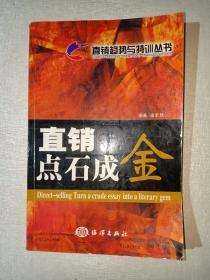 直销趋势与特训丛书
直销
点石成金
Direct-selling Turn a crude essay into a literary gem
海洋出版社